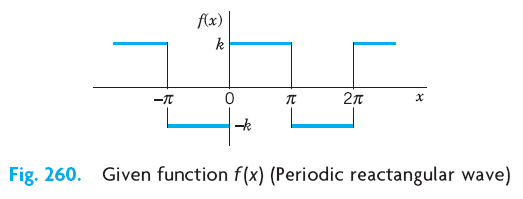 f(x)
k
−π 0 π 2π x
−k
Fig. 260. Given function f(x) (Periodic reactangular wave)